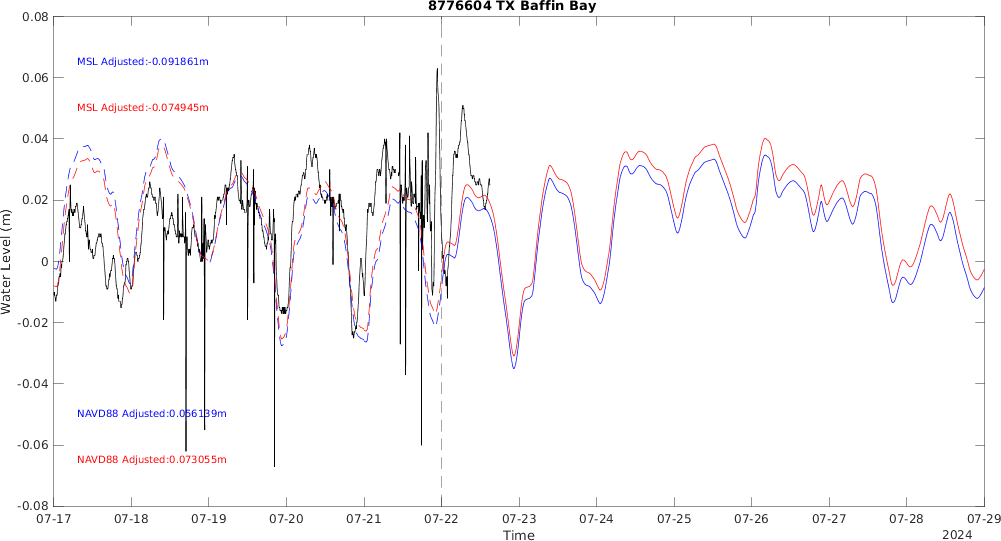 8776604 TX Baffin Bay
0.08
0.06
0.04
0.02
0
-0.02
-0.04
-0.06
-0.08
Water Level (m)
MSL Adjusted:-0.091861m
MSL Adjusted:-0.074945m
NAVD88 Adjusted:0.056139m
NAVD88 Adjusted:0.073055m
07-17 07-18 07-19 07-20 07-21 07-22 07-23 07-24 07-25 07-26 07-27 07-28 07-29
Time
2024